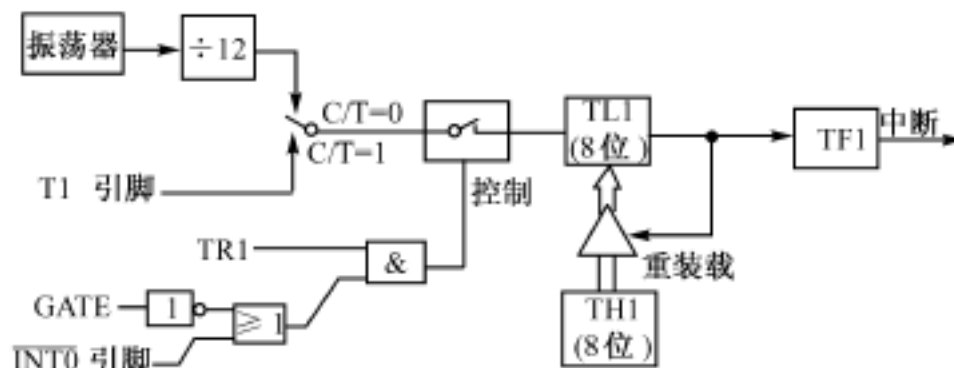 振荡器
÷12
C/T=0
C/T=1
T1 引脚
TL1
(8位)
TF1
中断
控制
TR1
&
重装载
GATE
1
≥1
INT0 引脚
TH1
(8位)